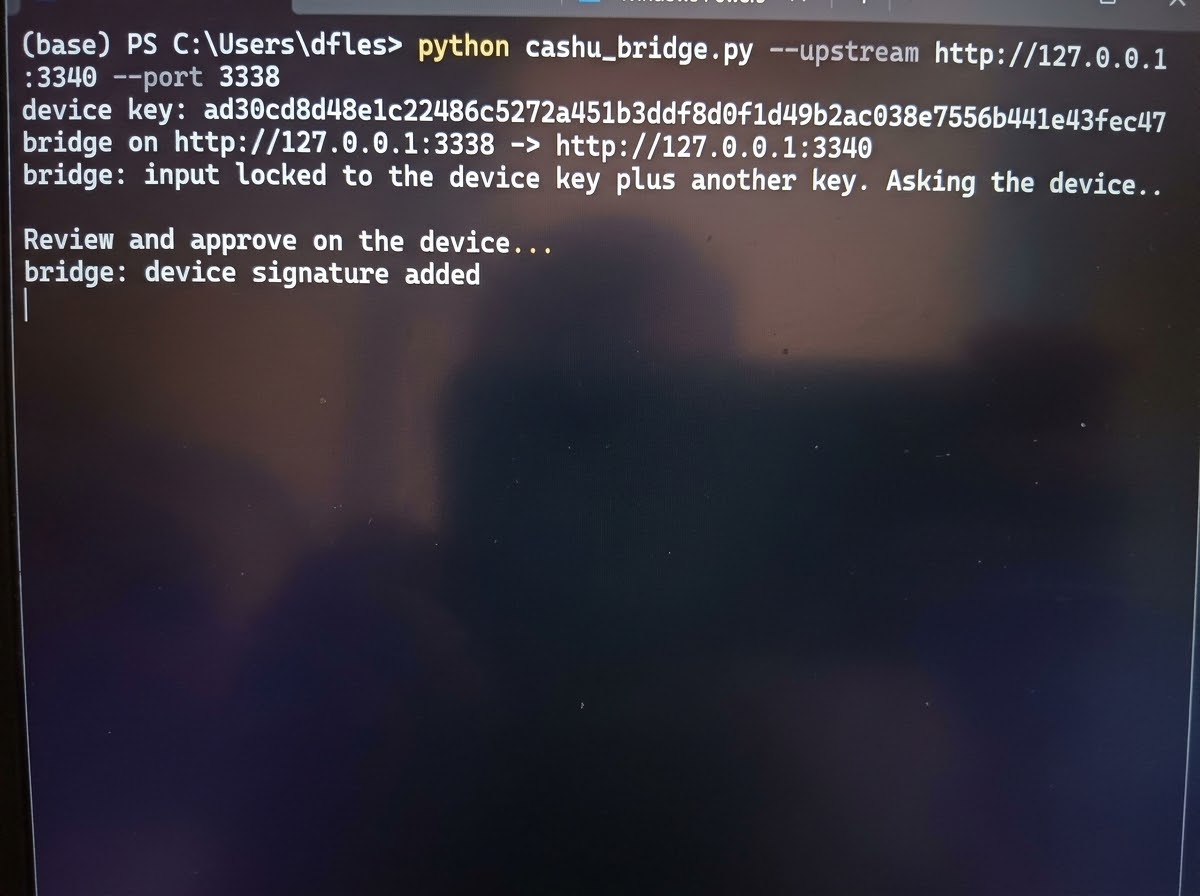 (base) PS C:\Users\dfles> python cashu_bridge.py --upstream http://127.0.0.1
:3340 --port 3338
device key: ad30cd8d48e1c22486c5272a451b3ddf8d0f1d49b2ac038e7556b441e43fec47
bridge on http://127.0.0.1:3338 -> http://127.0.0.1:3340
bridge: input locked to the device key plus another key. Asking the device..
Review and approve on the device...
bridge: device signature added